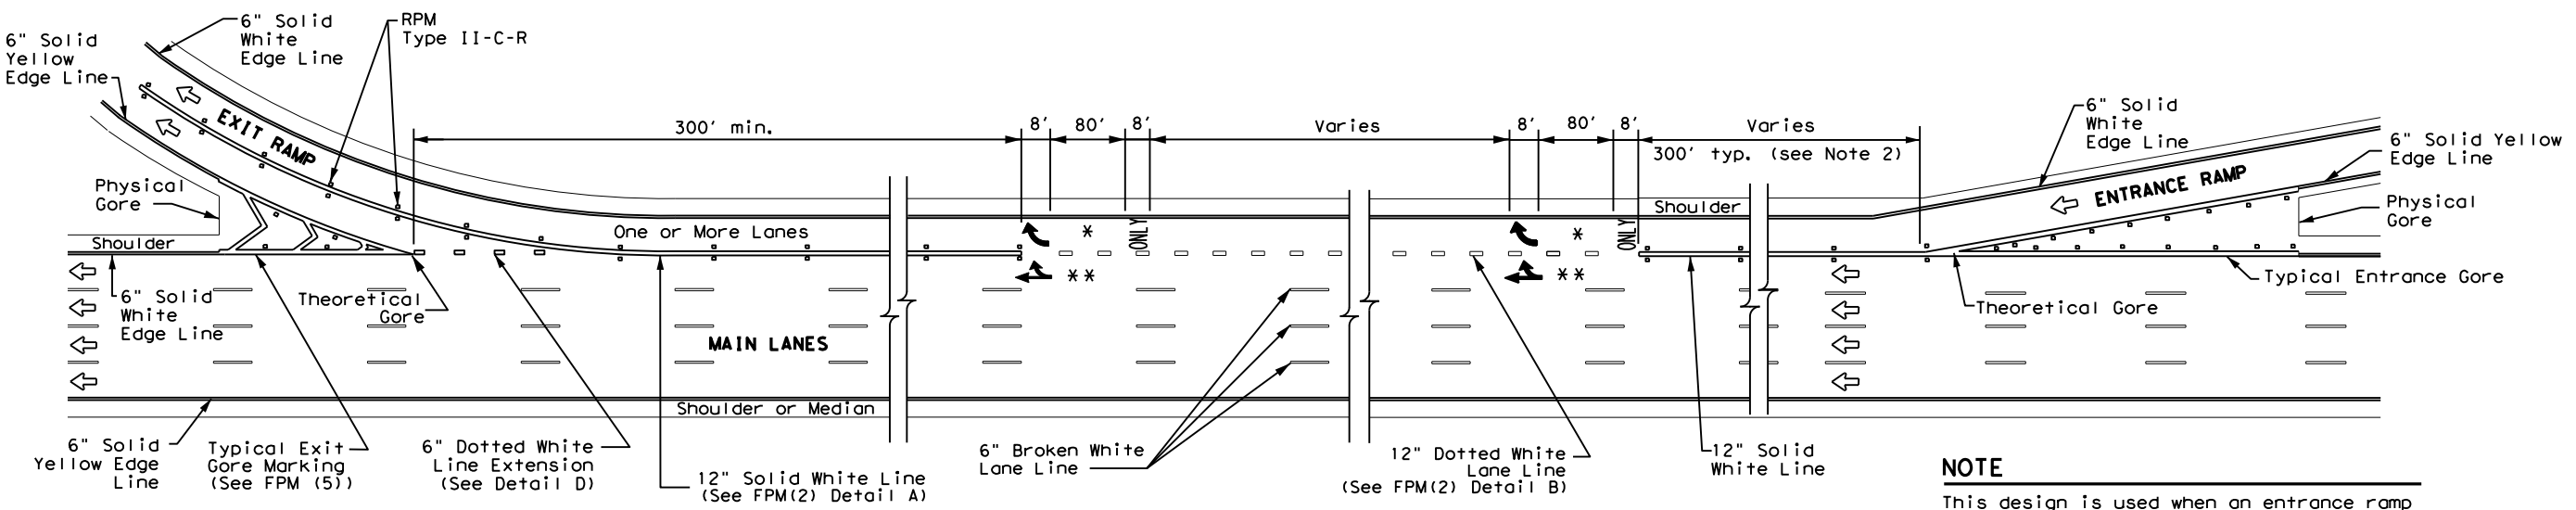 6" Solid
White
Edge Line
RPM
Type II-C-R
6" Solid
Yellow
Edge Line
EXIT RAMP
Physical
Gore
Shoulder
300' min.
8'
80'
8'
Varies
8'
80'
8'
Varies
300' typ. (see Note 2)
6" Solid
White
Edge Line
6" Solid Yellow
Edge Line
ENTRANCE RAMP
Physical
Gore
Shoulder
One or More Lanes
*
ONLY
**
*
ONLY
**
Typical Entrance Gore
Theoretical Gore
6" Solid
White
Edge Line
Theoretical
Gore
MAIN LANES
Shoulder or Median
6" Solid
Yellow Edge
Line
Typical Exit
Gore Marking
(See FPM (5))
6" Dotted White
Line Extension
(See Detail D)
12" Solid White Line
(See FPM(2) Detail A)
6" Broken White
Lane Line
12" Dotted White
Lane Line
(See FPM(2) Detail B)
12" Solid
White Line
NOTE
This design is used when an entrance ramp